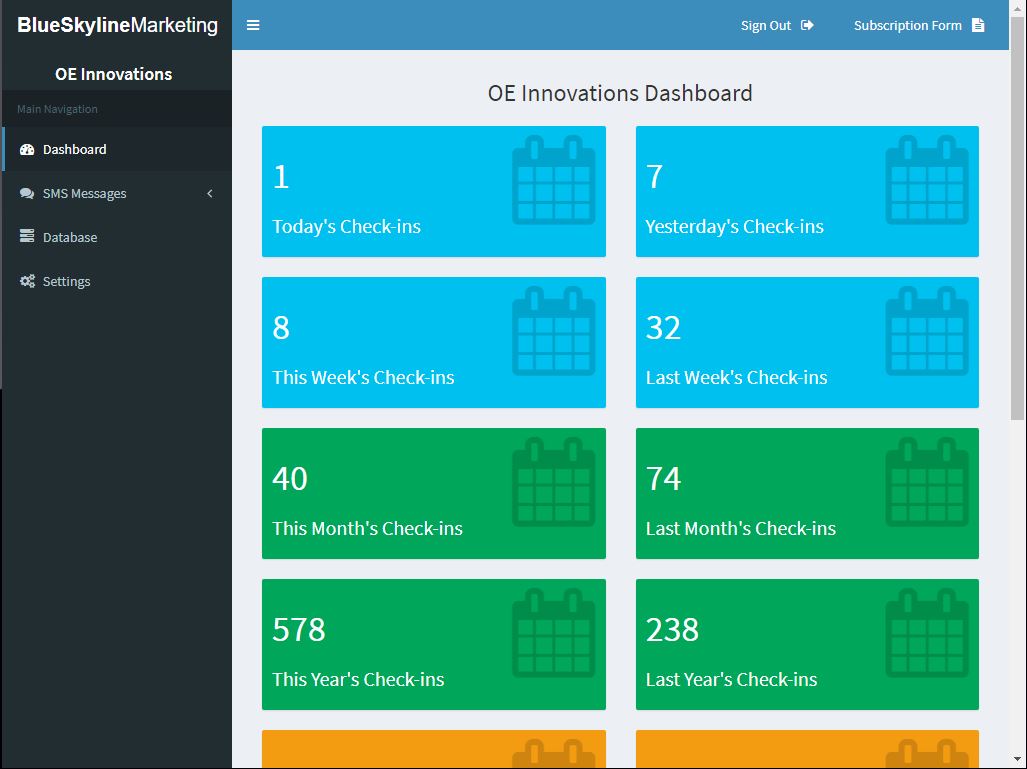 BlueSkylineMarketing
Sign Out
Subscription Form
OE Innovations
Main Navigation
Dashboard
SMS Messages
Database
Settings
OE Innovations Dashboard
1
Today's Check-ins
7
Yesterday's Check-ins
8
This Week's Check-ins
32
Last Week's Check-ins
40
This Month's Check-ins
74
Last Month's Check-ins
578
This Year's Check-ins
238
Last Year's Check-ins